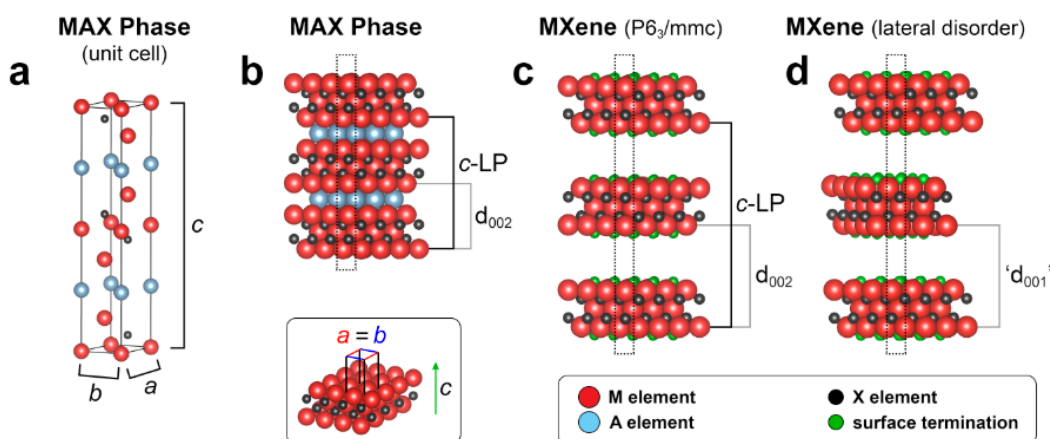 MAX Phase
(unit cell)
MAX Phase
MXene (P6₃/mmc)
MXene (lateral disorder)
a
b
c
d
c
b
a
c-LP
d₀₀₂
a = b
c
c-LP
d₀₀₂
'd₀₀₁'
M element
A element
X element
surface termination